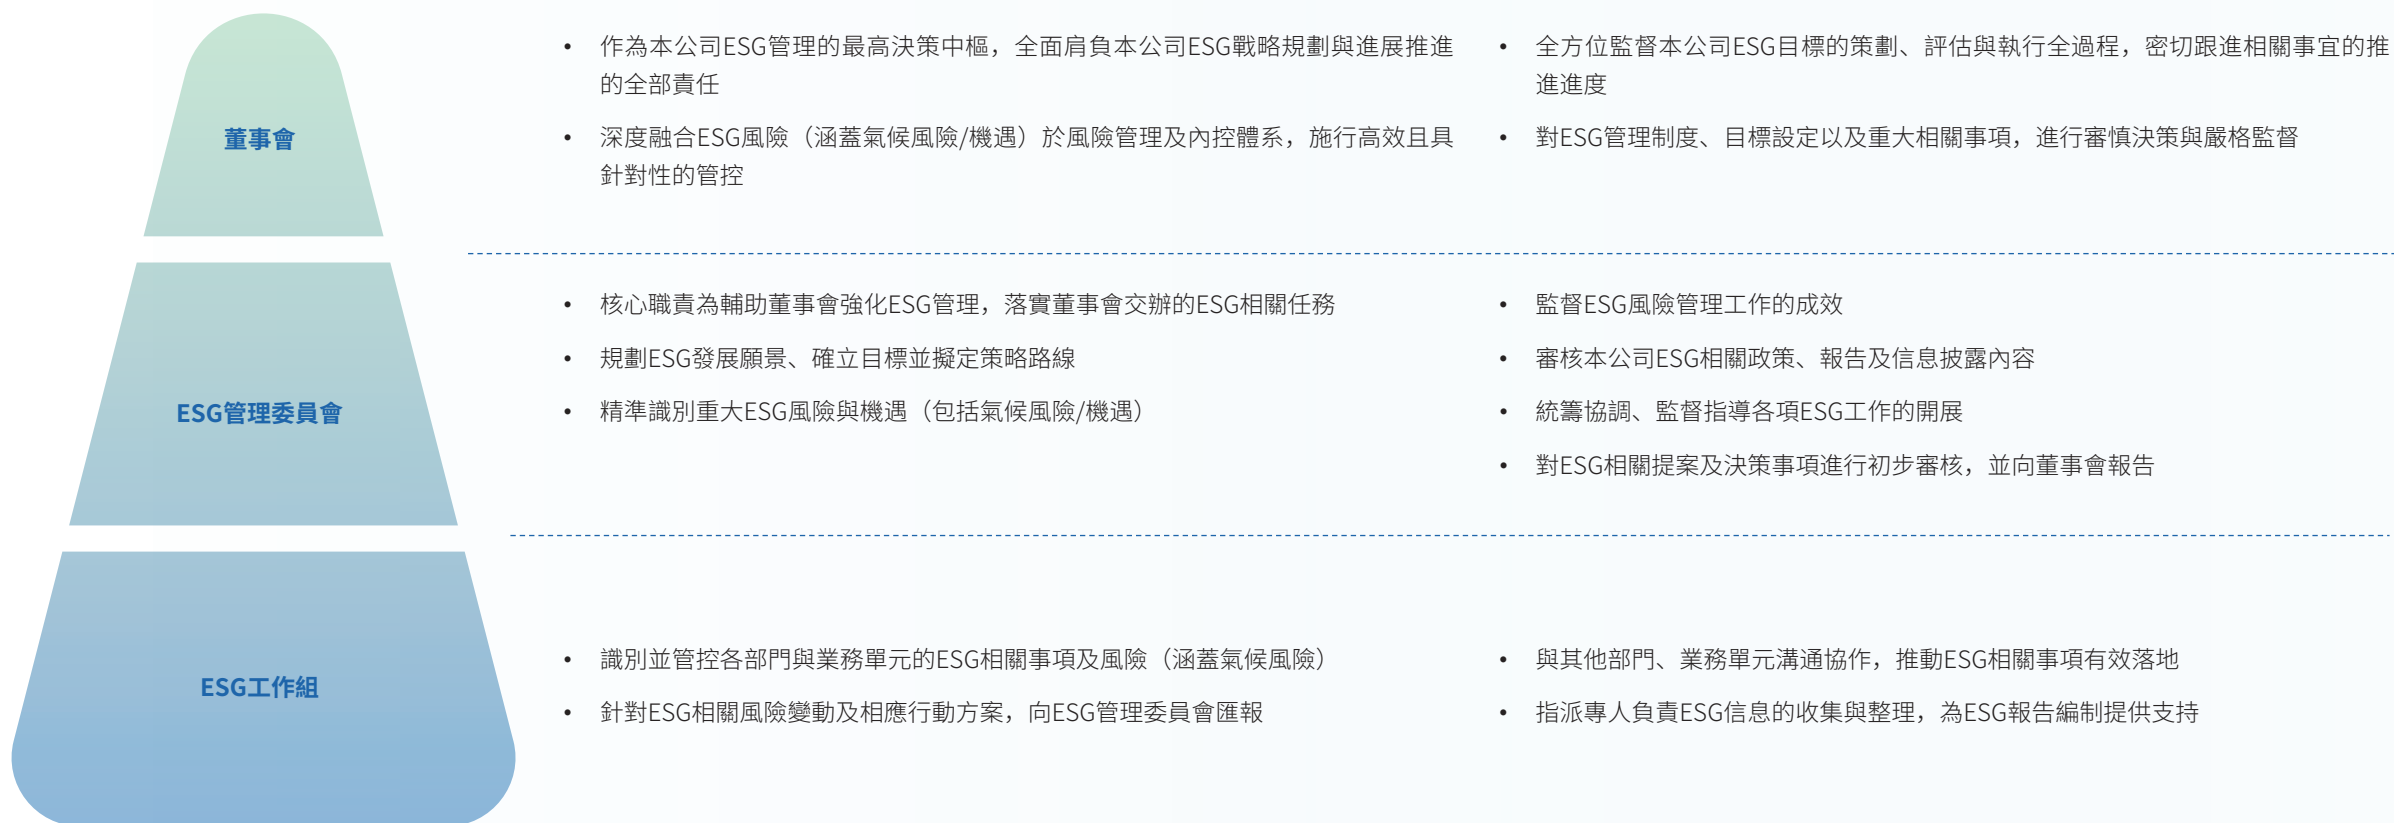 董事會
• 作為本公司ESG管理的最高決策中樞，全面肩負本公司ESG戰略規劃與進展推進
的全部責任
• 深度融合ESG風險（涵蓋氣候風險/機遇）於風險管理及內控體系，施行高效且具
針對性的管控
• 全方位監督本公司ESG目標的策劃、評估與執行全過程，密切跟進相關事宜的推
進進度
• 對ESG管理制度、目標設定以及重大相關事項，進行審慎決策與嚴格監督
ESG管理委員會
• 核心職責為輔助董事會強化ESG管理，落實董事會交辦的ESG相關任務
• 規劃ESG發展願景、確立目標並擬定策略路線
• 精準識別重大ESG風險與機遇（包括氣候風險/機遇）
• 監督ESG風險管理工作的成效
• 審核本公司ESG相關政策、報告及信息披露內容
• 統籌協調、監督指導各項ESG工作的開展
• 對ESG相關提案及決策事項進行初步審核，並向董事會報告
ESG工作組
• 識別並管控各部門與業務單元的ESG相關事項及風險（涵蓋氣候風險）
• 針對ESG相關風險變動及相應行動方案，向ESG管理委員會匯報
• 與其他部門、業務單元溝通協作，推動ESG相關事項有效落地
• 指派專人負責ESG信息的收集與整理，為ESG報告編制提供支持